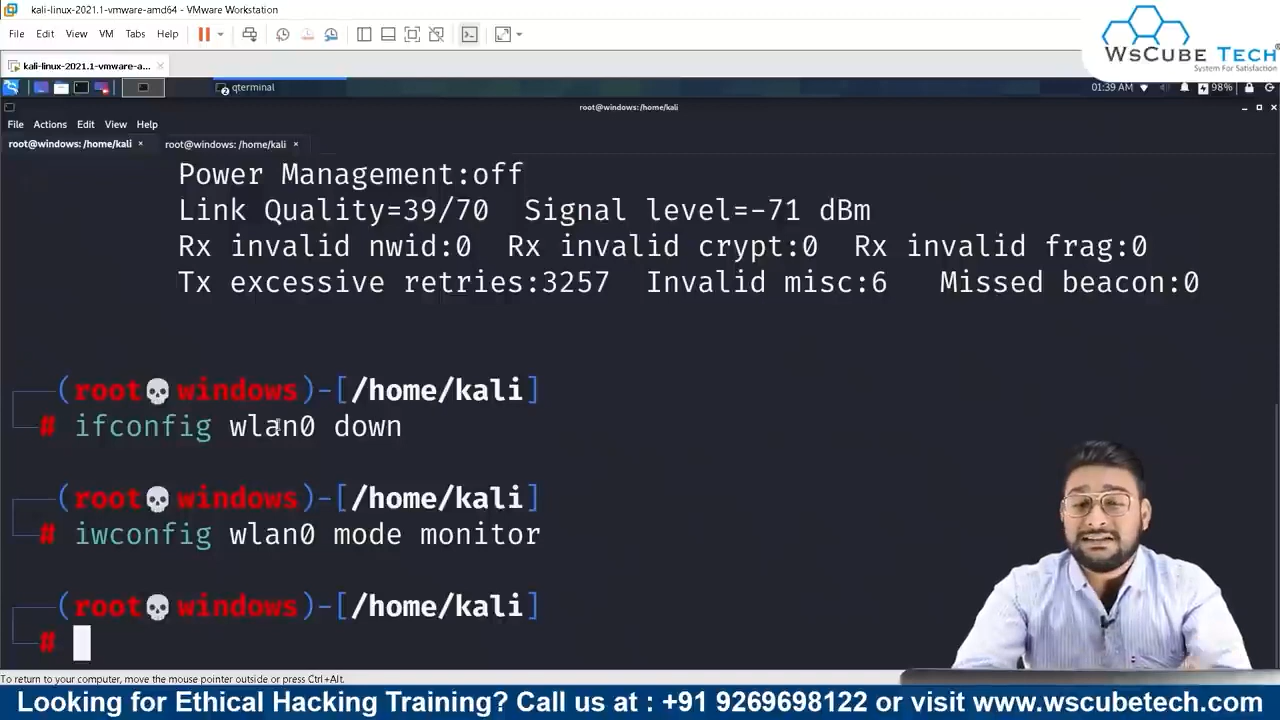 kali-linux-2021.1-vmware-amd64 - VMware Workstation
File Edit View VM Tabs Help
WsCube Tech
System For Satisfaction
kali-linux-2021.1-vmware-a...
qterminal
01:39 AM 98%
root@windows: /home/kali
File Actions Edit View Help
root@windows: /home/kali root@windows: /home/kali
Power Management:off
Link Quality=39/70 Signal level=-71 dBm
Rx invalid nwid:0 Rx invalid crypt:0 Rx invalid frag:0
Tx excessive retries:3257 Invalid misc:6 Missed beacon:0
(root💀windows)-[/home/kali]
# ifconfig wlan0 down
(root💀windows)-[/home/kali]
# iwconfig wlan0 mode monitor
(root💀windows)-[/home/kali]
#
To return to your computer, move the mouse pointer outside or press Ctrl+Alt.
Looking for Ethical Hacking Training? Call us at : +91 9269698122 or visit www.wscubetech.com